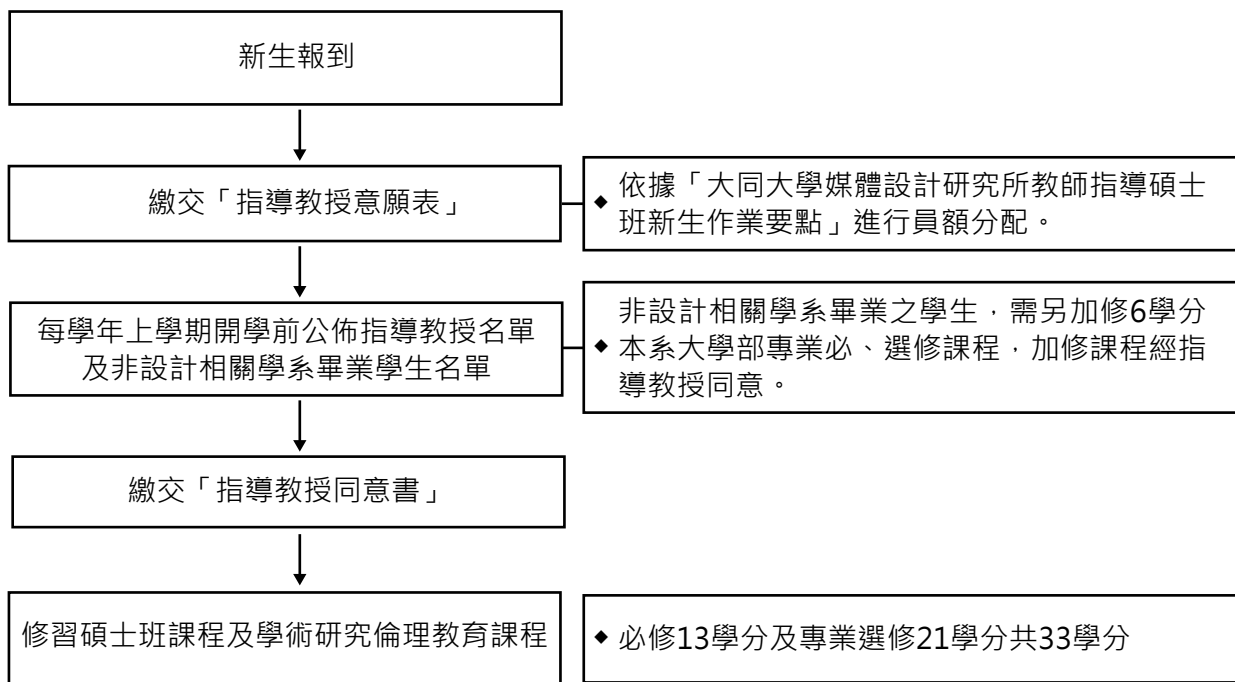 新生報到
繳交「指導教授意願表」
◆ 依據「大同大學媒體設計研究所教師指導碩士
班新生作業要點」進行員額分配。
每學年上學期開學前公佈指導教授名單
及非設計相關學系畢業學生名單
非設計相關學系畢業之學生，需另加修6學分
◆ 本系大學部專業必、選修課程，加修課程經指
導教授同意。
繳交「指導教授同意書」
修習碩士班課程及學術研究倫理教育課程
◆ 必修13學分及專業選修21學分共33學分